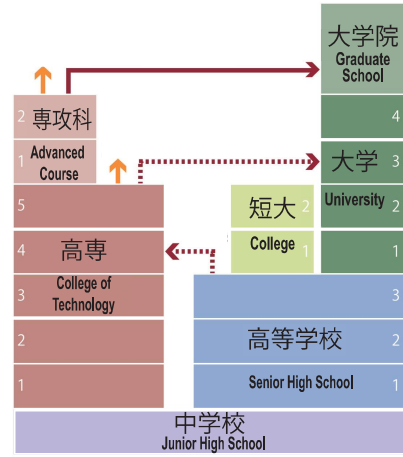 大学院
Graduate
School
4
2 専攻科
1 Advanced
Course
大学 3
University 2
1
5
4 高専
3 College of
Technology
2
1
短大 2
College 1
3
高等学校 2
Senior High School 1
中学校
Junior High School